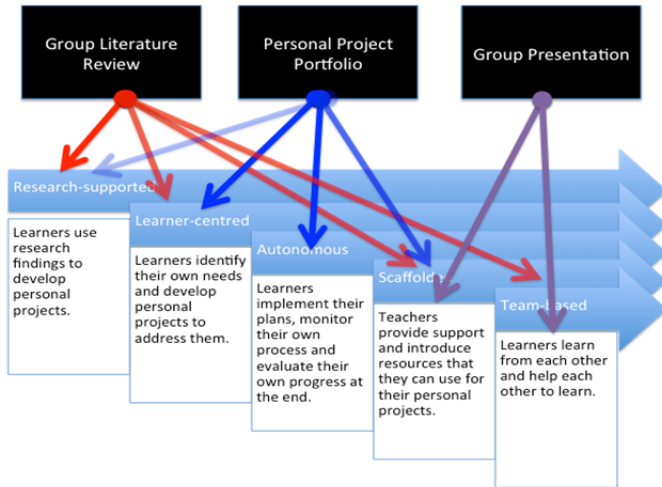 Group Literature
Review
Personal Project
Portfolio
Group Presentation
Research-supported
Learners use
research
findings to
develop
personal
projects.
Learner-centred
Learners identify
their own needs
and develop
personal
projects to
address them.
Autonomous
Learners
implement their
plans, monitor
their own
process and
evaluate their
own progress at
the end.
Scaffolde
Teachers
provide support
and introduce
resources that
they can use for
their personal
projects.
Team-based
Learners learn
from each other
and help each
other to learn.